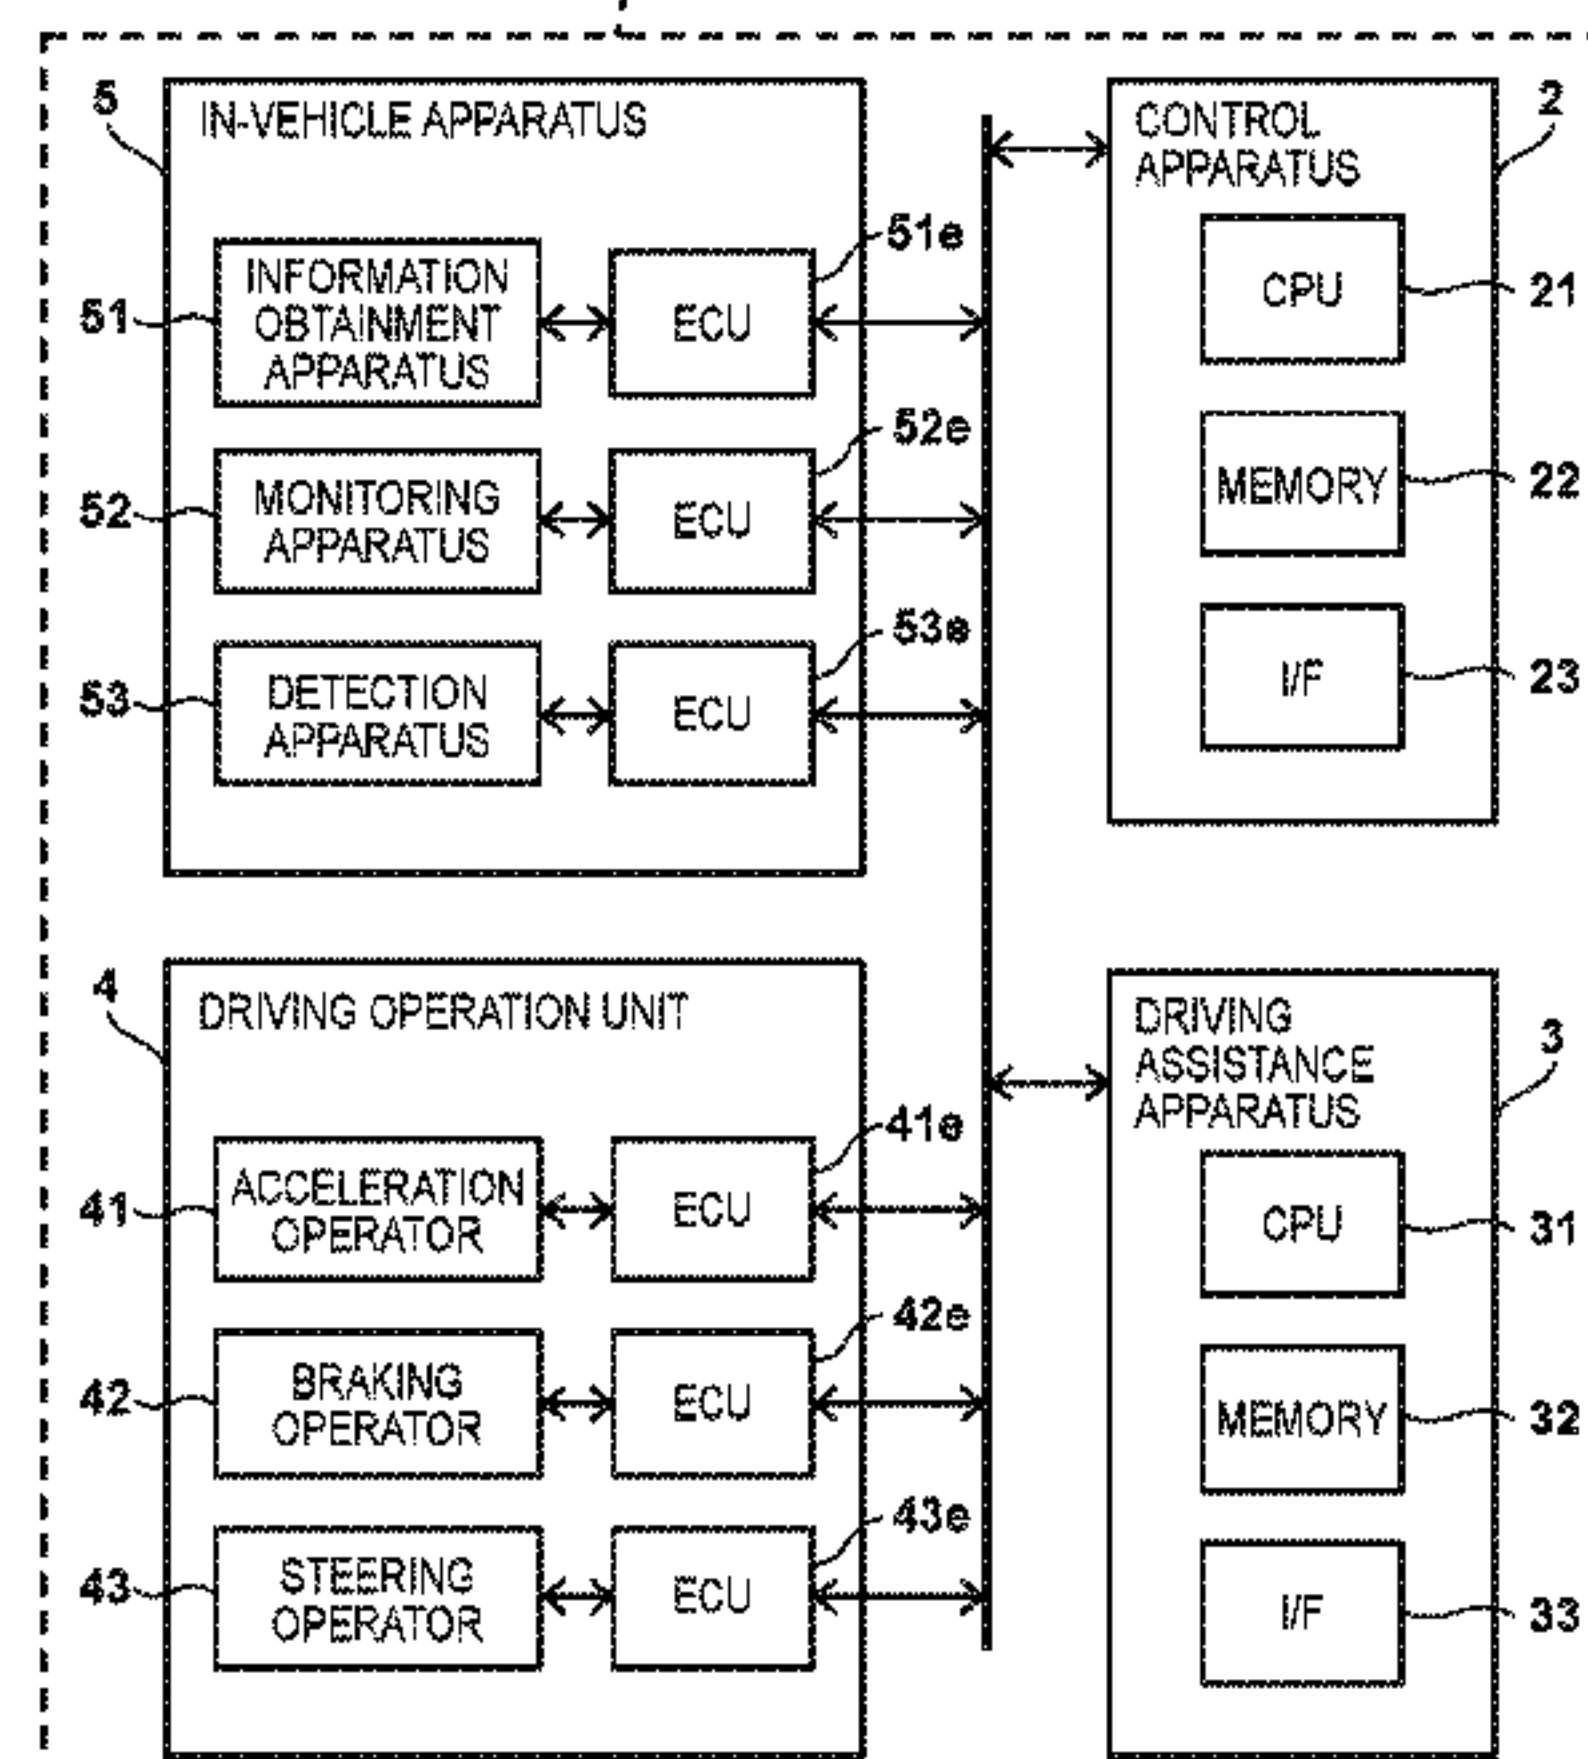 5
IN-VEHICLE APPARATUS
51
INFORMATION
OBTAINMENT
APPARATUS
ECU
51e
52
MONITORING
APPARATUS
ECU
52e
53
DETECTION
APPARATUS
ECU
53e
2
CONTROL
APPARATUS
CPU
21
MEMORY
22
I/F
23
4
DRIVING OPERATION UNIT
41
ACCELERATION
OPERATOR
ECU
41e
42
BRAKING
OPERATOR
ECU
42e
43
STEERING
OPERATOR
ECU
43e
3
DRIVING
ASSISTANCE
APPARATUS
CPU
31
MEMORY
32
I/F
33